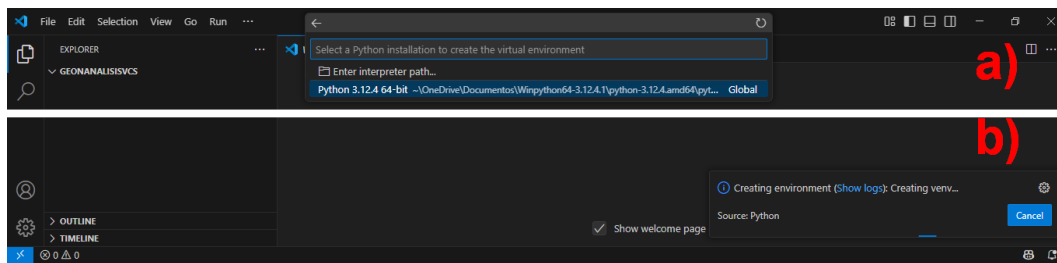 File Edit Selection View Go Run ...
EXPLORER ...
GEONANALISISVCS
Select a Python installation to create the virtual environment
Enter interpreter path...
Python 3.12.4 64-bit ~\OneDrive\Documentos\Winpython64-3.12.4.1\python-3.12.4.amd64\pyt... Global
a)
b)
Creating environment (Show logs): Creating venv...
Source: Python
Cancel
OUTLINE
TIMELINE
Show welcome page
0 0